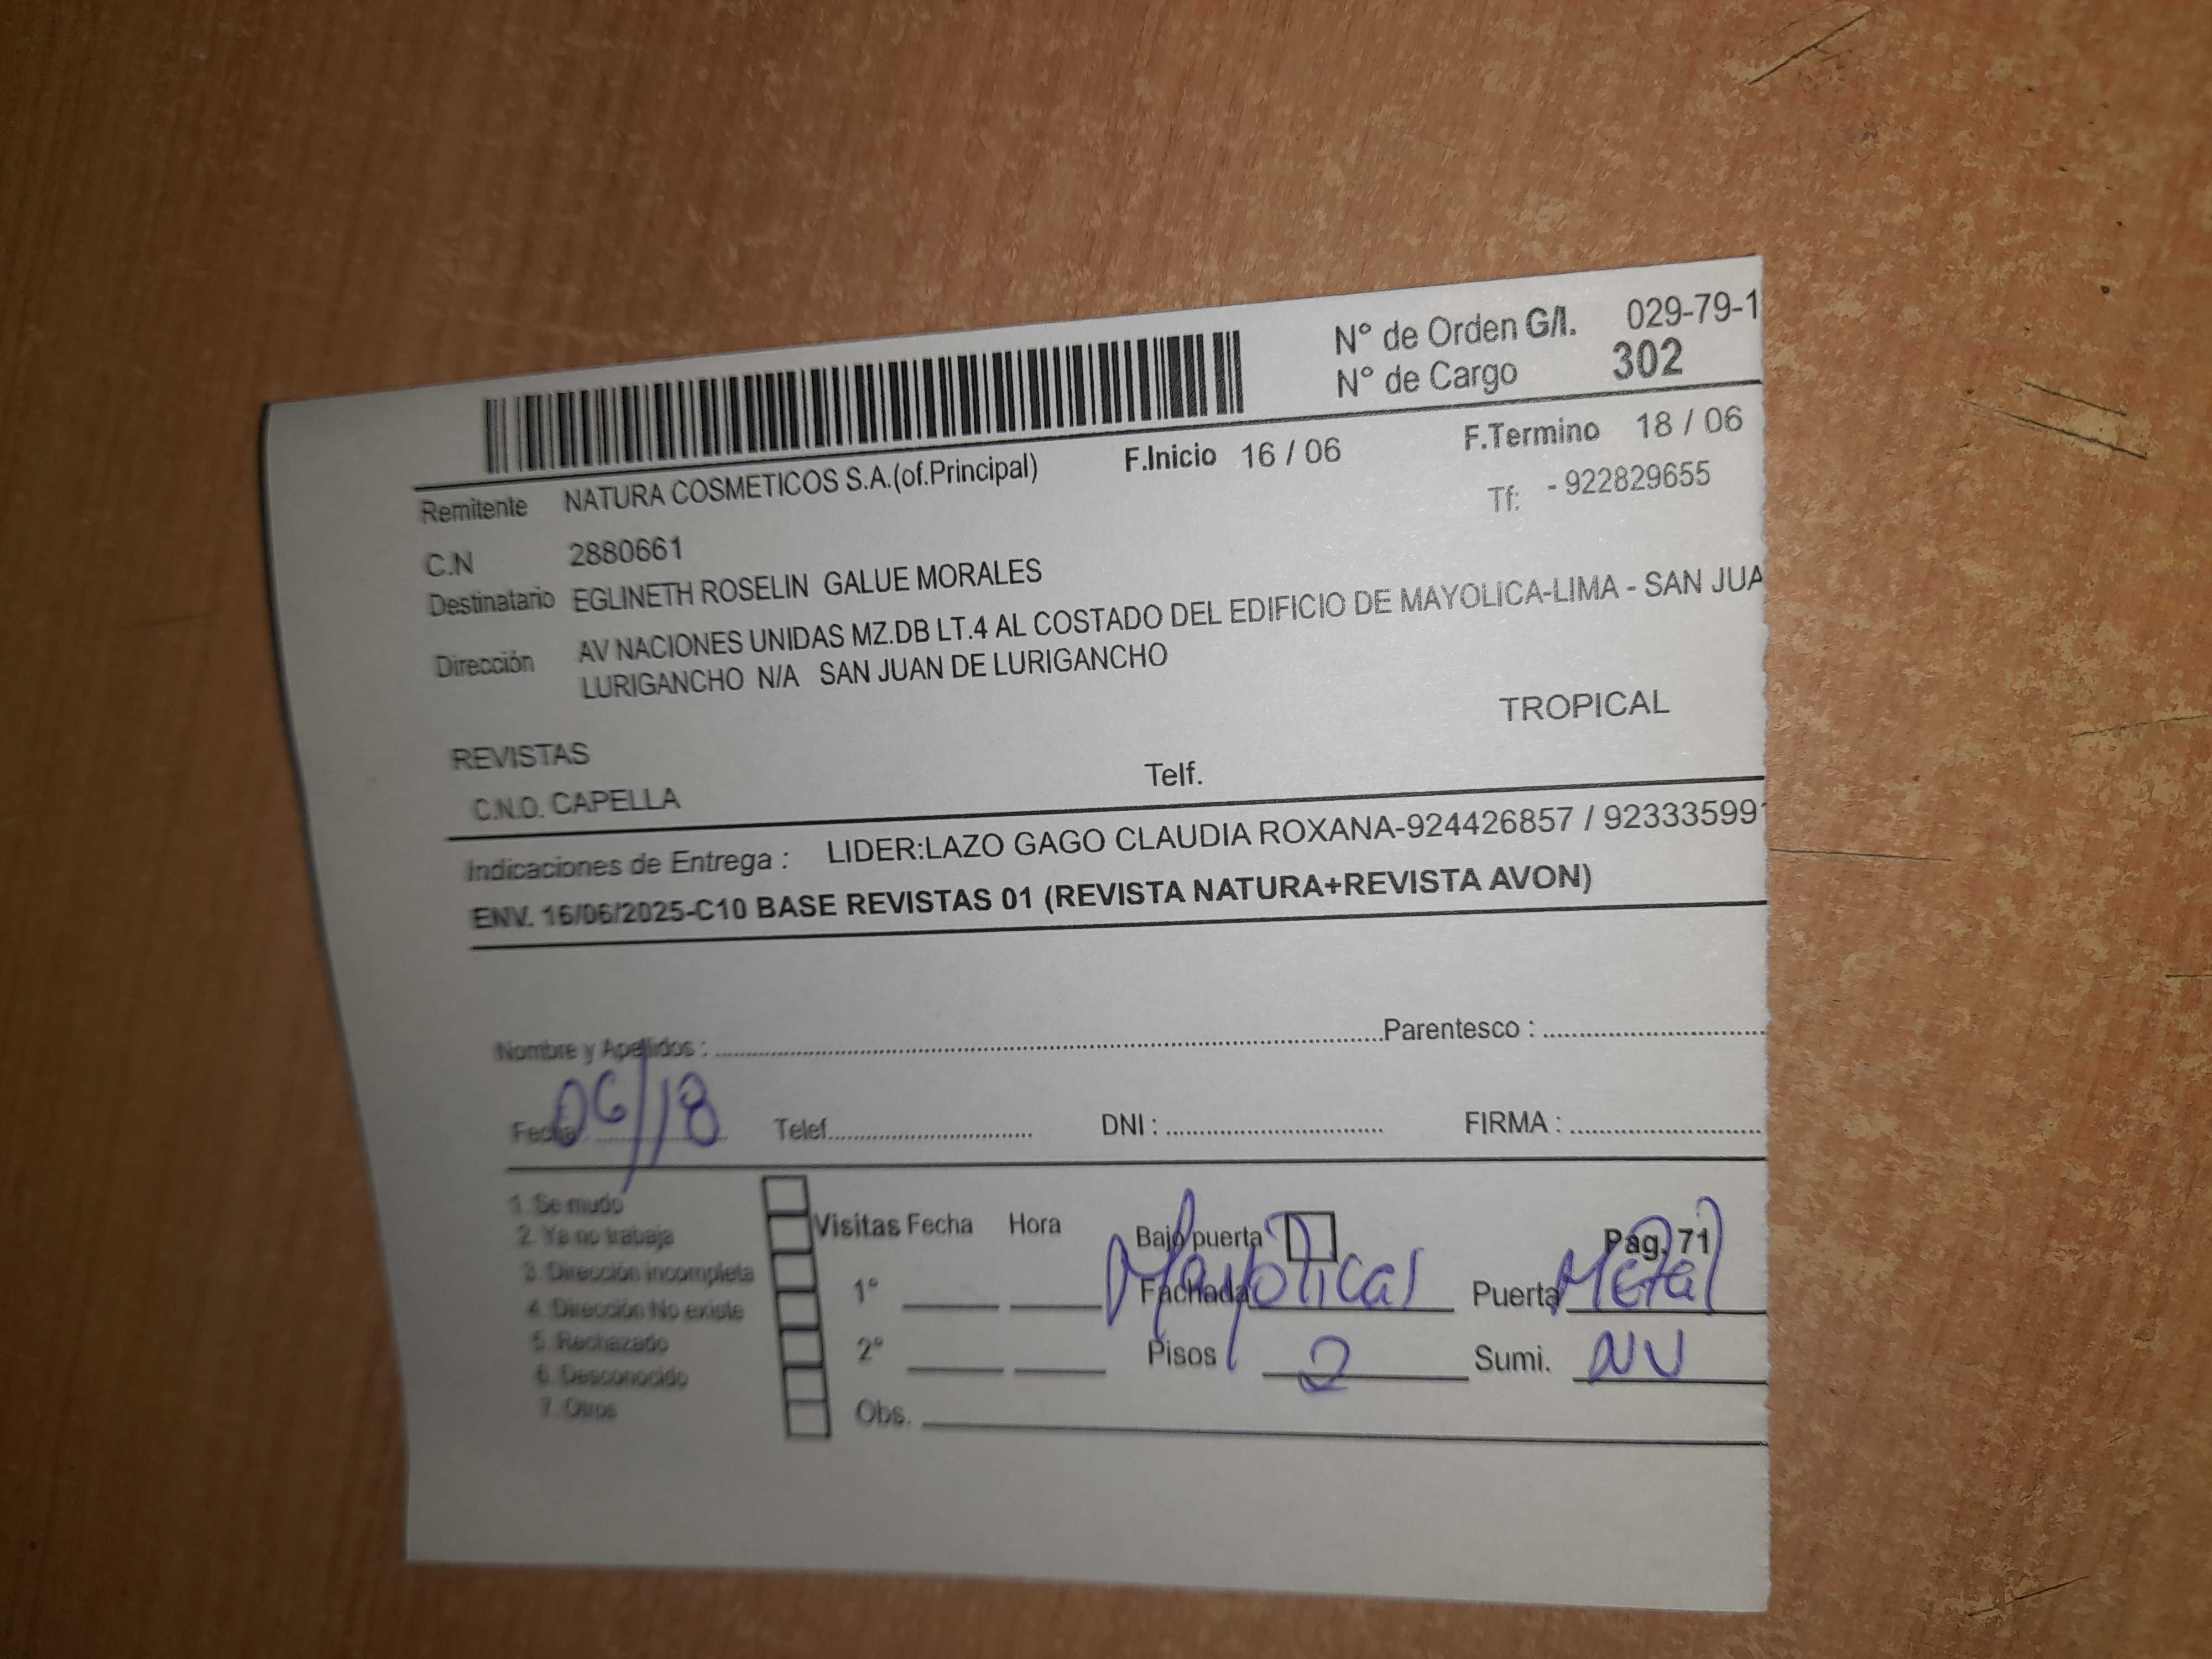 N° de Orden G/I. 029-79-1
N° de Cargo 302
F.Inicio 16 / 06 F.Termino 18 / 06
Remitente NATURA COSMETICOS S.A.(of.Principal) Tf: - 922829655
C.N 2880661
Destinatario EGLINETH ROSELIN GALUE MORALES
Dirección AV NACIONES UNIDAS MZ.DB LT.4 AL COSTADO DEL EDIFICIO DE MAYOLICA-LIMA - SAN JUA
LURIGANCHO N/A SAN JUAN DE LURIGANCHO
TROPICAL
REVISTAS
C.N.O. CAPELLA Telf.
Indicaciones de Entrega : LIDER:LAZO GAGO CLAUDIA ROXANA-924426857 / 92333599
ENV. 16/06/2025-C10 BASE REVISTAS 01 (REVISTA NATURA+REVISTA AVON)
Nombre y Apellidos : Parentesco :
Fecha 06/18 Telef. DNI : FIRMA :
1. Se mudo
2. Ya no trabaja
3. Dirección incompleta
4. Dirección No existe
5. Rechazado
6. Desconocido
7. Otros
Visitas Fecha Hora Bajo puerta Pág. 71
1° Fachada Mayolical Puerta Metal
2° Pisos 2 Sumi. NV
Obs.